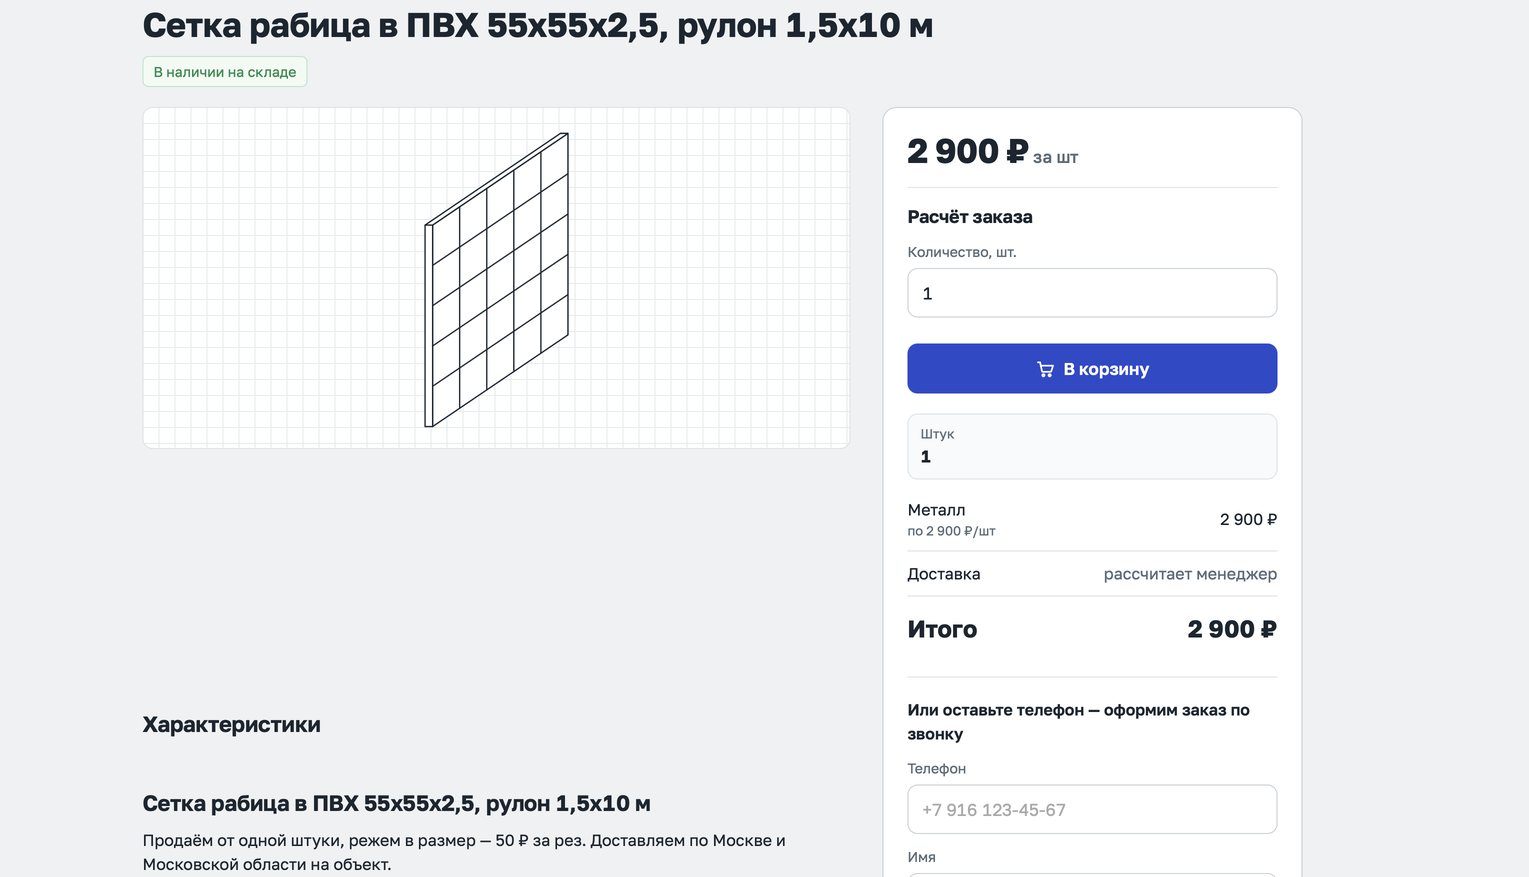 Сетка рабица в ПВХ 55х55х2,5, рулон 1,5х10 м
В наличии на складе
2 900 ₽ за шт
Расчёт заказа
Количество, шт.
1
В корзину
Штук
1
Металл
по 2 900 ₽/шт
2 900 ₽
Доставка
рассчитает менеджер
Итого
2 900 ₽
Или оставьте телефон — оформим заказ по
звонку
Телефон
+7 916 123-45-67
Имя
Характеристики
Сетка рабица в ПВХ 55х55х2,5, рулон 1,5х10 м
Продаём от одной штуки, режем в размер — 50 ₽ за рез. Доставляем по Москве и
Московской области на объект.